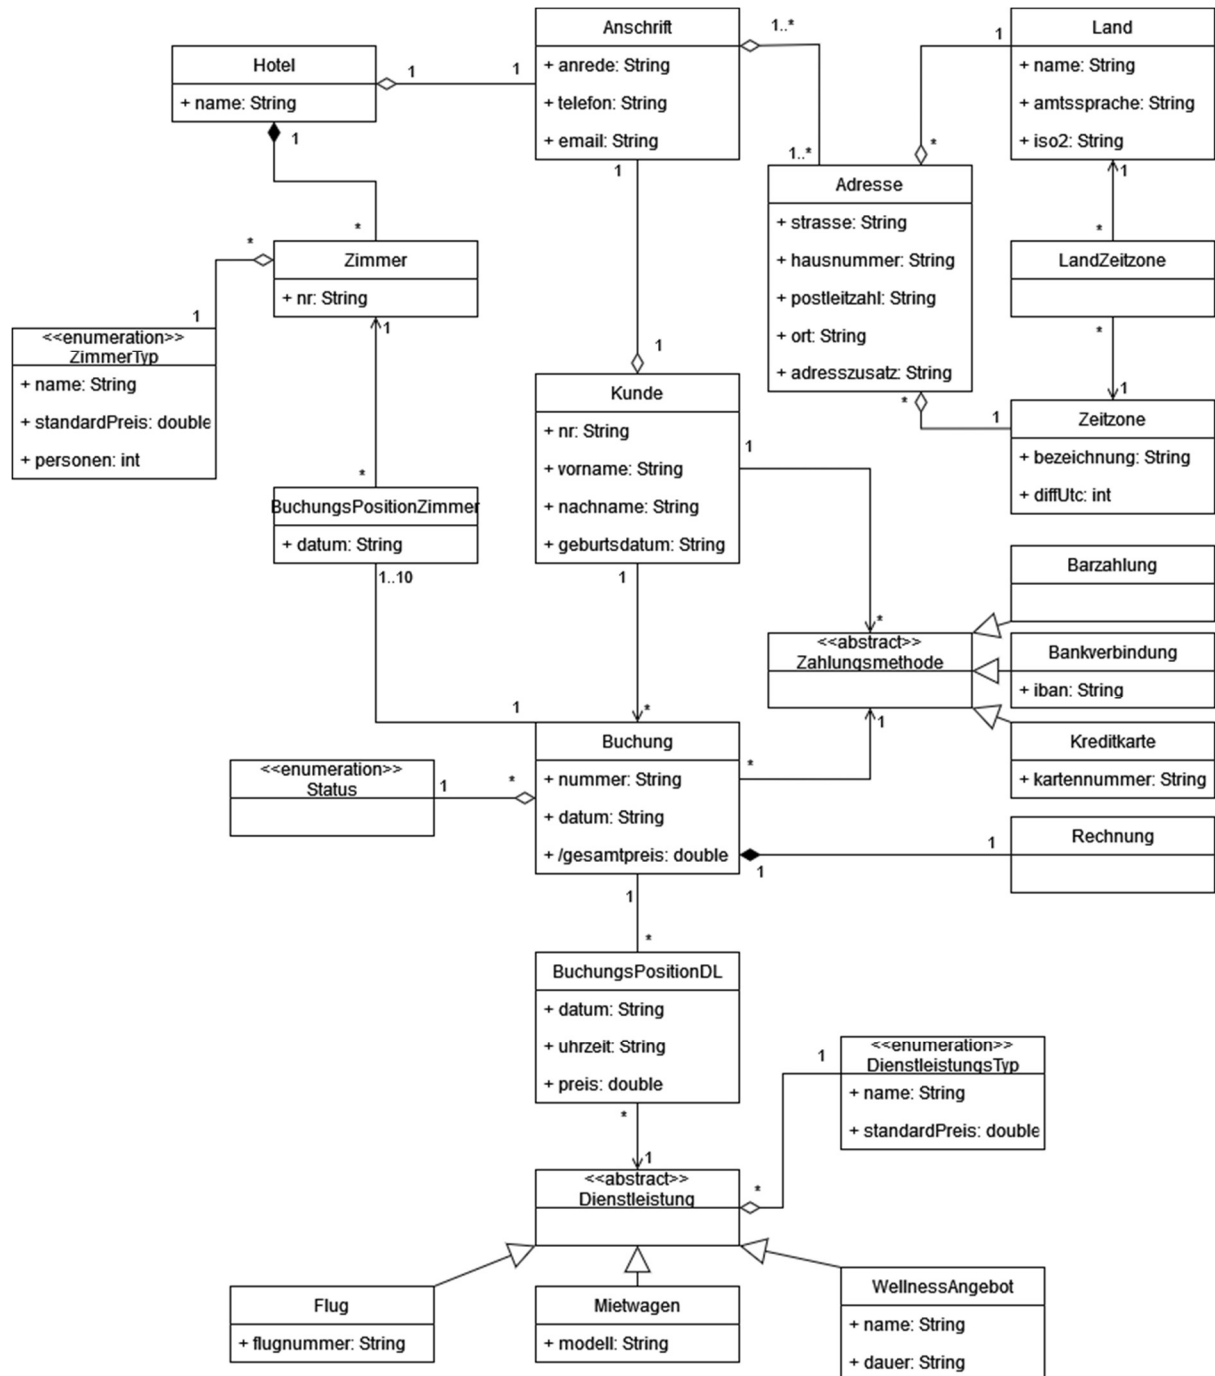 Anschrift
+ anrede: String
+ telefon: String
+ email: String
1..*
1
Land
+ name: String
+ amtssprache: String
+ iso2: String
Hotel
+ name: String
1
1
1
1
*
1..*
1
Adresse
+ strasse: String
+ hausnummer: String
+ postleitzahl: String
+ ort: String
+ adresszusatz: String
*
*
*
LandZeitzone
Zimmer
+ nr: String
1
1
1
*
1
<<enumeration>>
ZimmerTyp
+ name: String
+ standardPreis: double
+ personen: int
Kunde
+ nr: String
+ vorname: String
+ nachname: String
+ geburtsdatum: String
*
1
Zeitzone
+ bezeichnung: String
+ diffUtc: int
1
*
BuchungsPositionZimmer
+ datum: String
1..10
1
Barzahlung
*
<<abstract>>
Zahlungsmethode
Bankverbindung
+ iban: String
1
*
1
Kreditkarte
+ kartennummer: String
Buchung
+ nummer: String
+ datum: String
+ /gesamtpreis: double
*
<<enumeration>>
Status
1
*
1
1
Rechnung
1
*
BuchungsPositionDL
+ datum: String
+ uhrzeit: String
+ preis: double
<<enumeration>>
DienstleistungsTyp
+ name: String
+ standardPreis: double
1
*
1
<<abstract>>
Dienstleistung
*
Flug
+ flugnummer: String
Mietwagen
+ modell: String
WellnessAngebot
+ name: String
+ dauer: String